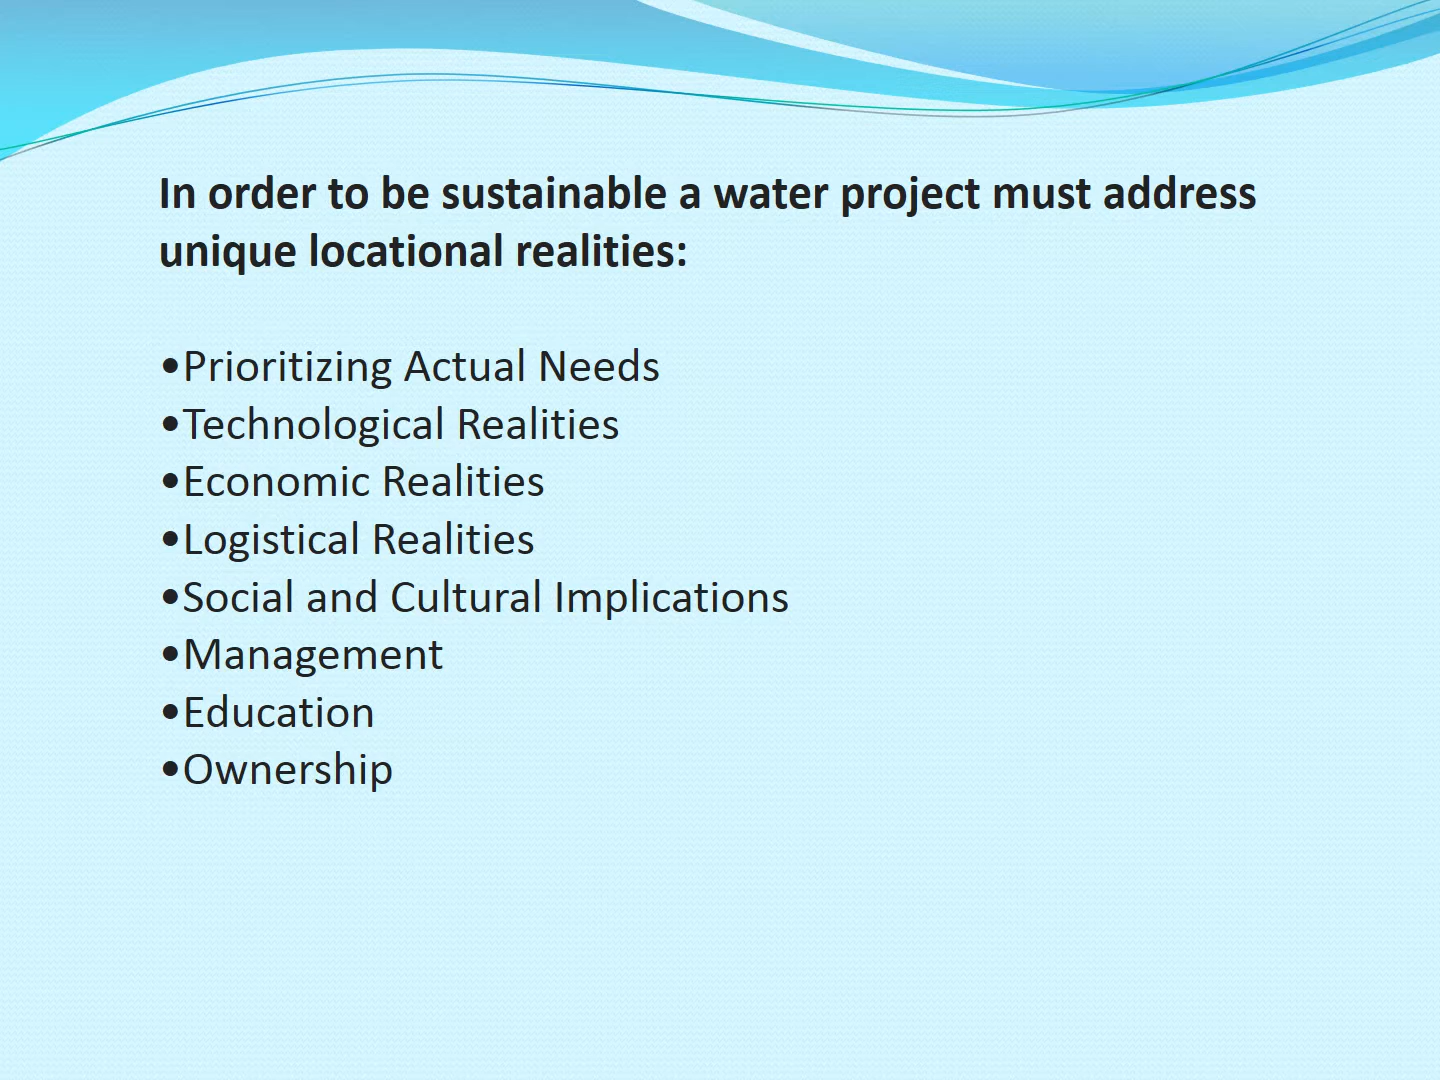 In order to be sustainable a water project must address
unique locational realities:
•Prioritizing Actual Needs
•Technological Realities
•Economic Realities
•Logistical Realities
•Social and Cultural Implications
•Management
•Education
•Ownership